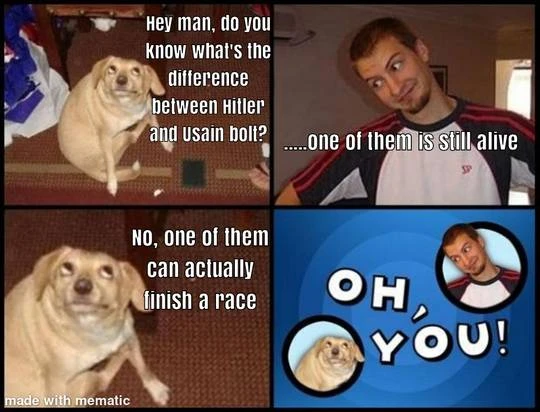 Hey man, do you
know what's the
difference
between Hitler
and Usain bolt?
.....one of them is still alive
SP
No, one of them
can actually
finish a race
OH,
YOU!
made with mematic